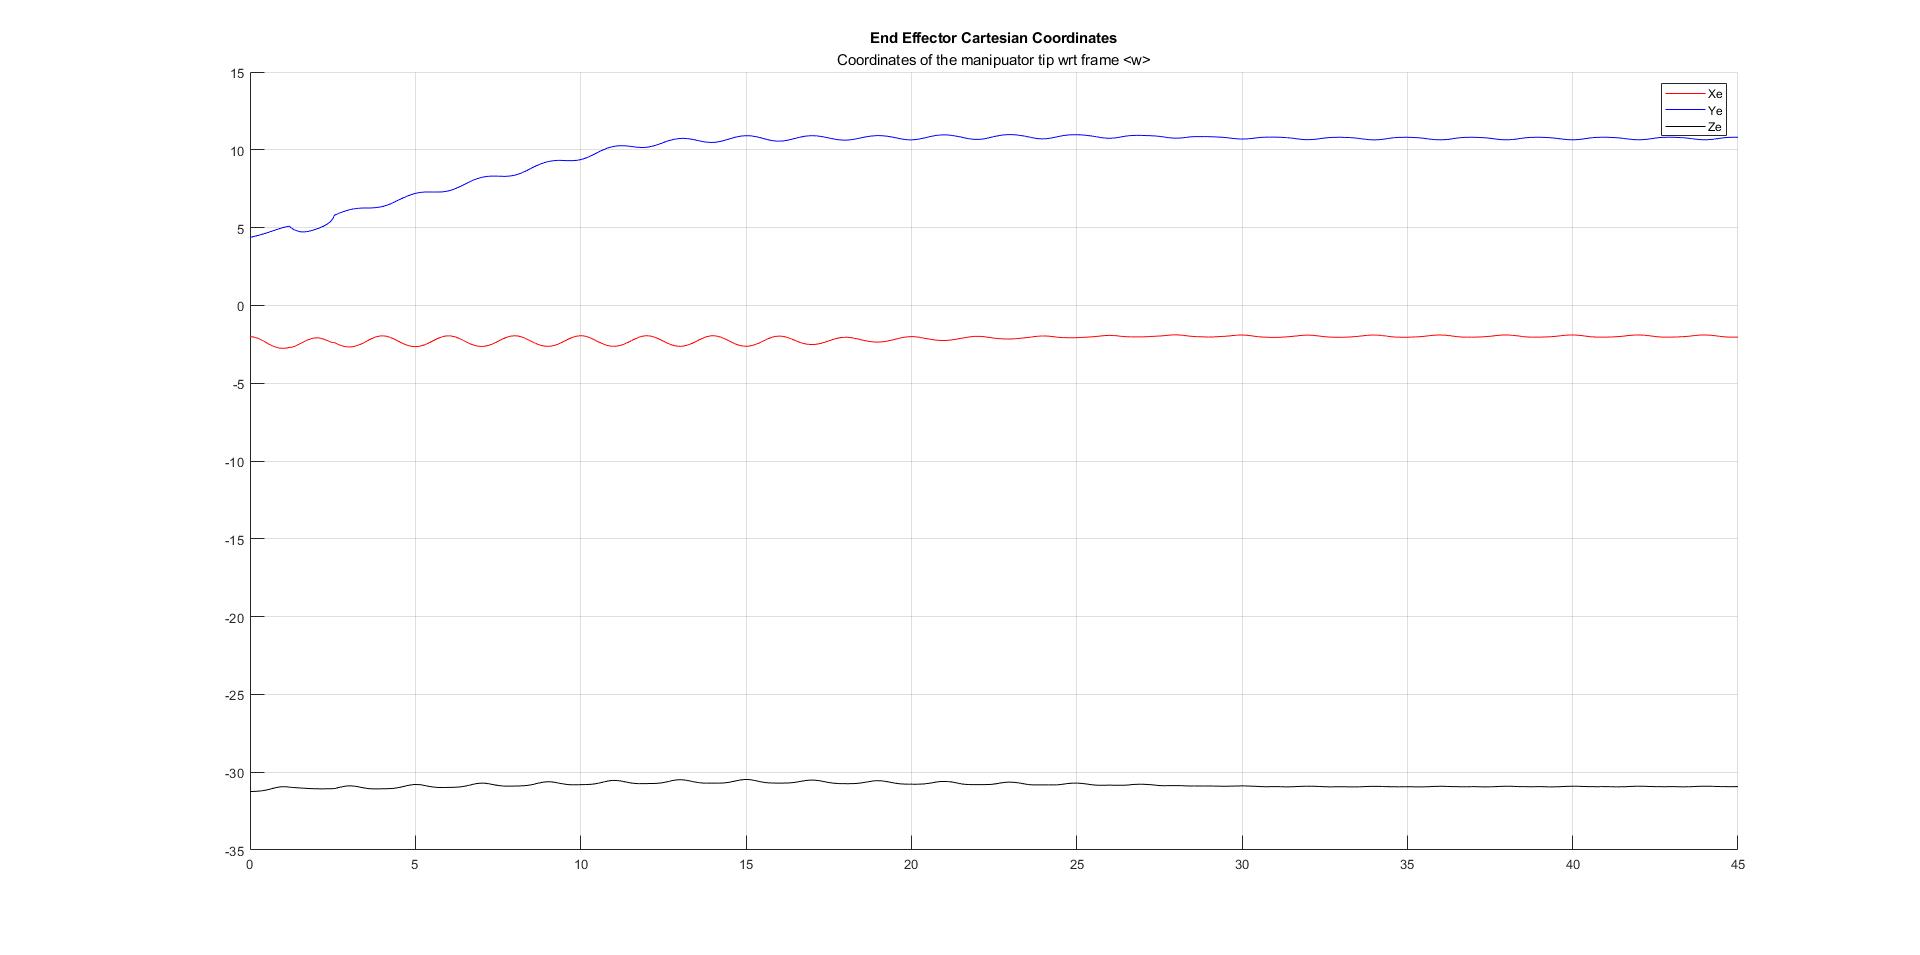 End Effector Cartesian Coordinates
Coordinates of the manipuator tip wrt frame <w>
15
10
5
0
-5
-10
-15
-20
-25
-30
-35
Xe
Ye
Ze
0 5 10 15 20 25 30 35 40 45